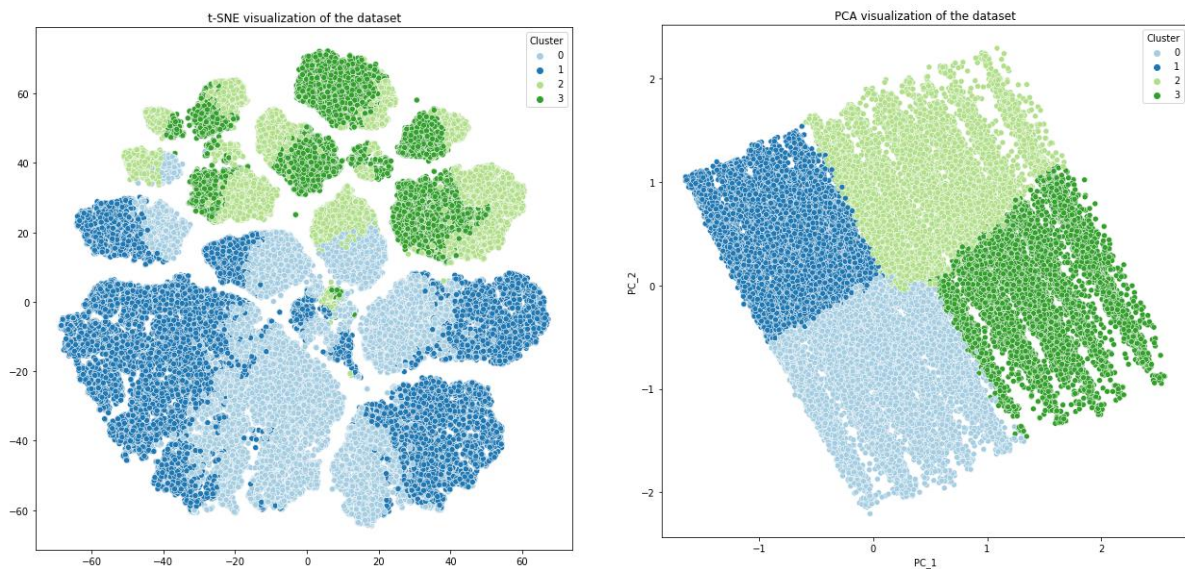 t-SNE visualization of the dataset
Cluster
0
1
2
3
60
40
20
0
−20
−40
−60
−60 −40 −20 0 20 40 60
PCA visualization of the dataset
Cluster
0
1
2
3
PC_2
2
1
0
−1
−2
−1 0 1 2
PC_1